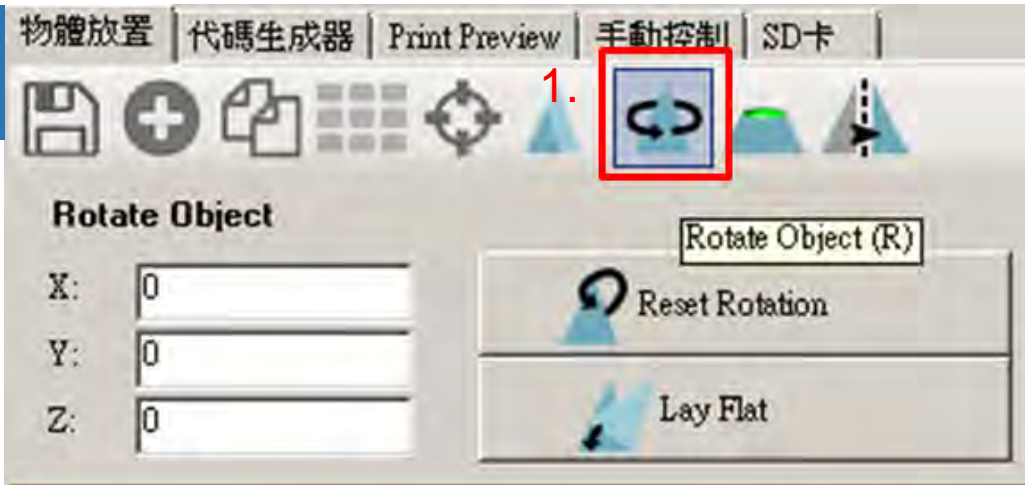 物體放置 代碼生成器 Print Preview 手動控制 SD卡
1.
Rotate Object
Rotate Object (R)
X: 0
Reset Rotation
Y: 0
Lay Flat
Z: 0